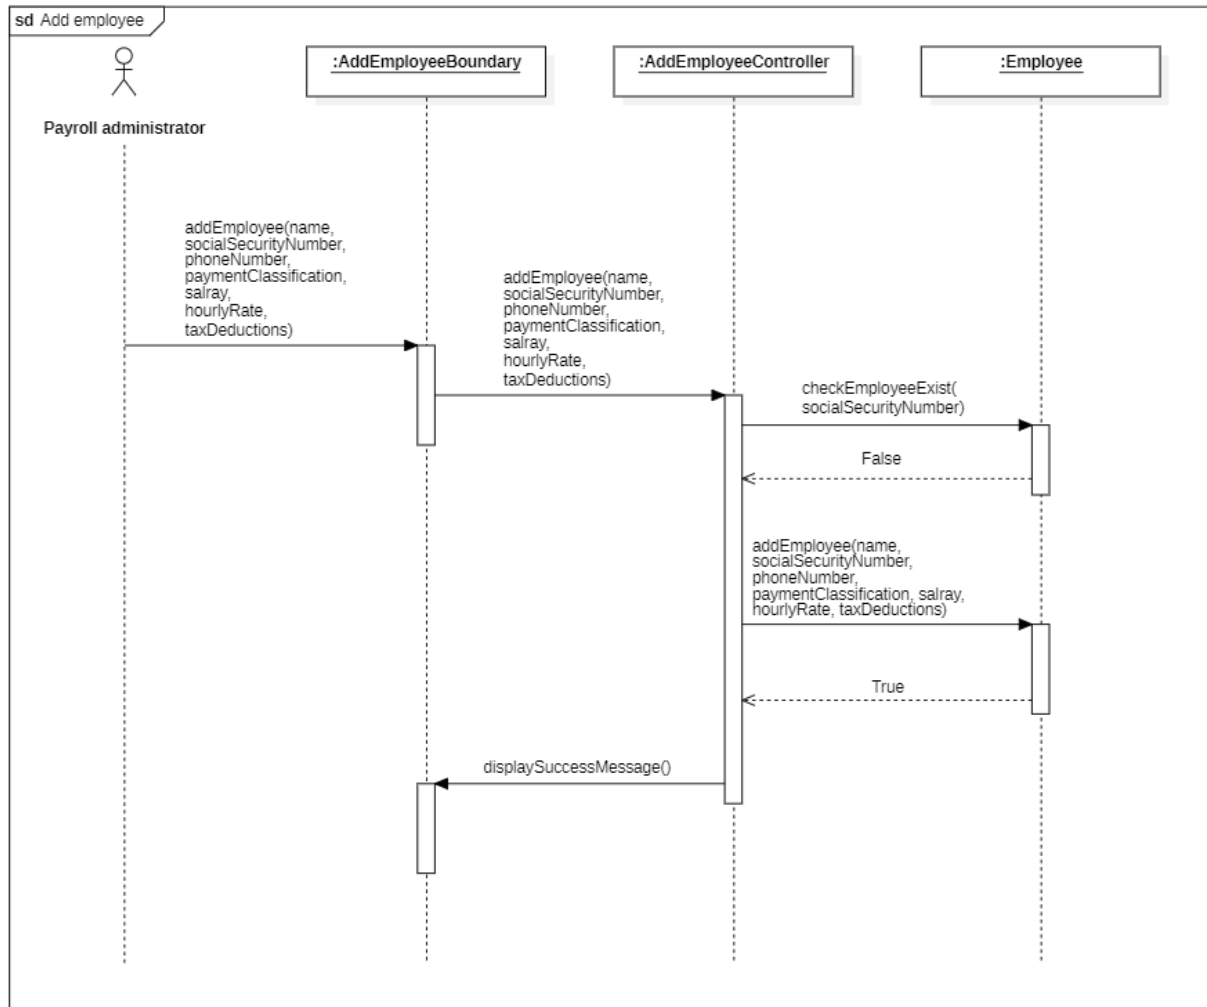 sd Add employee
:AddEmployeeBoundary
:AddEmployeeController
:Employee
Payroll administrator
addEmployee(name,
socialSecurityNumber,
phoneNumber,
paymentClassification,
salray,
hourlyRate,
taxDeductions)
addEmployee(name,
socialSecurityNumber,
phoneNumber,
paymentClassification,
salray,
hourlyRate,
taxDeductions)
checkEmployeeExist(
socialSecurityNumber)
False
addEmployee(name,
socialSecurityNumber,
phoneNumber,
paymentClassification, salray,
hourlyRate, taxDeductions)
True
displaySuccessMessage()